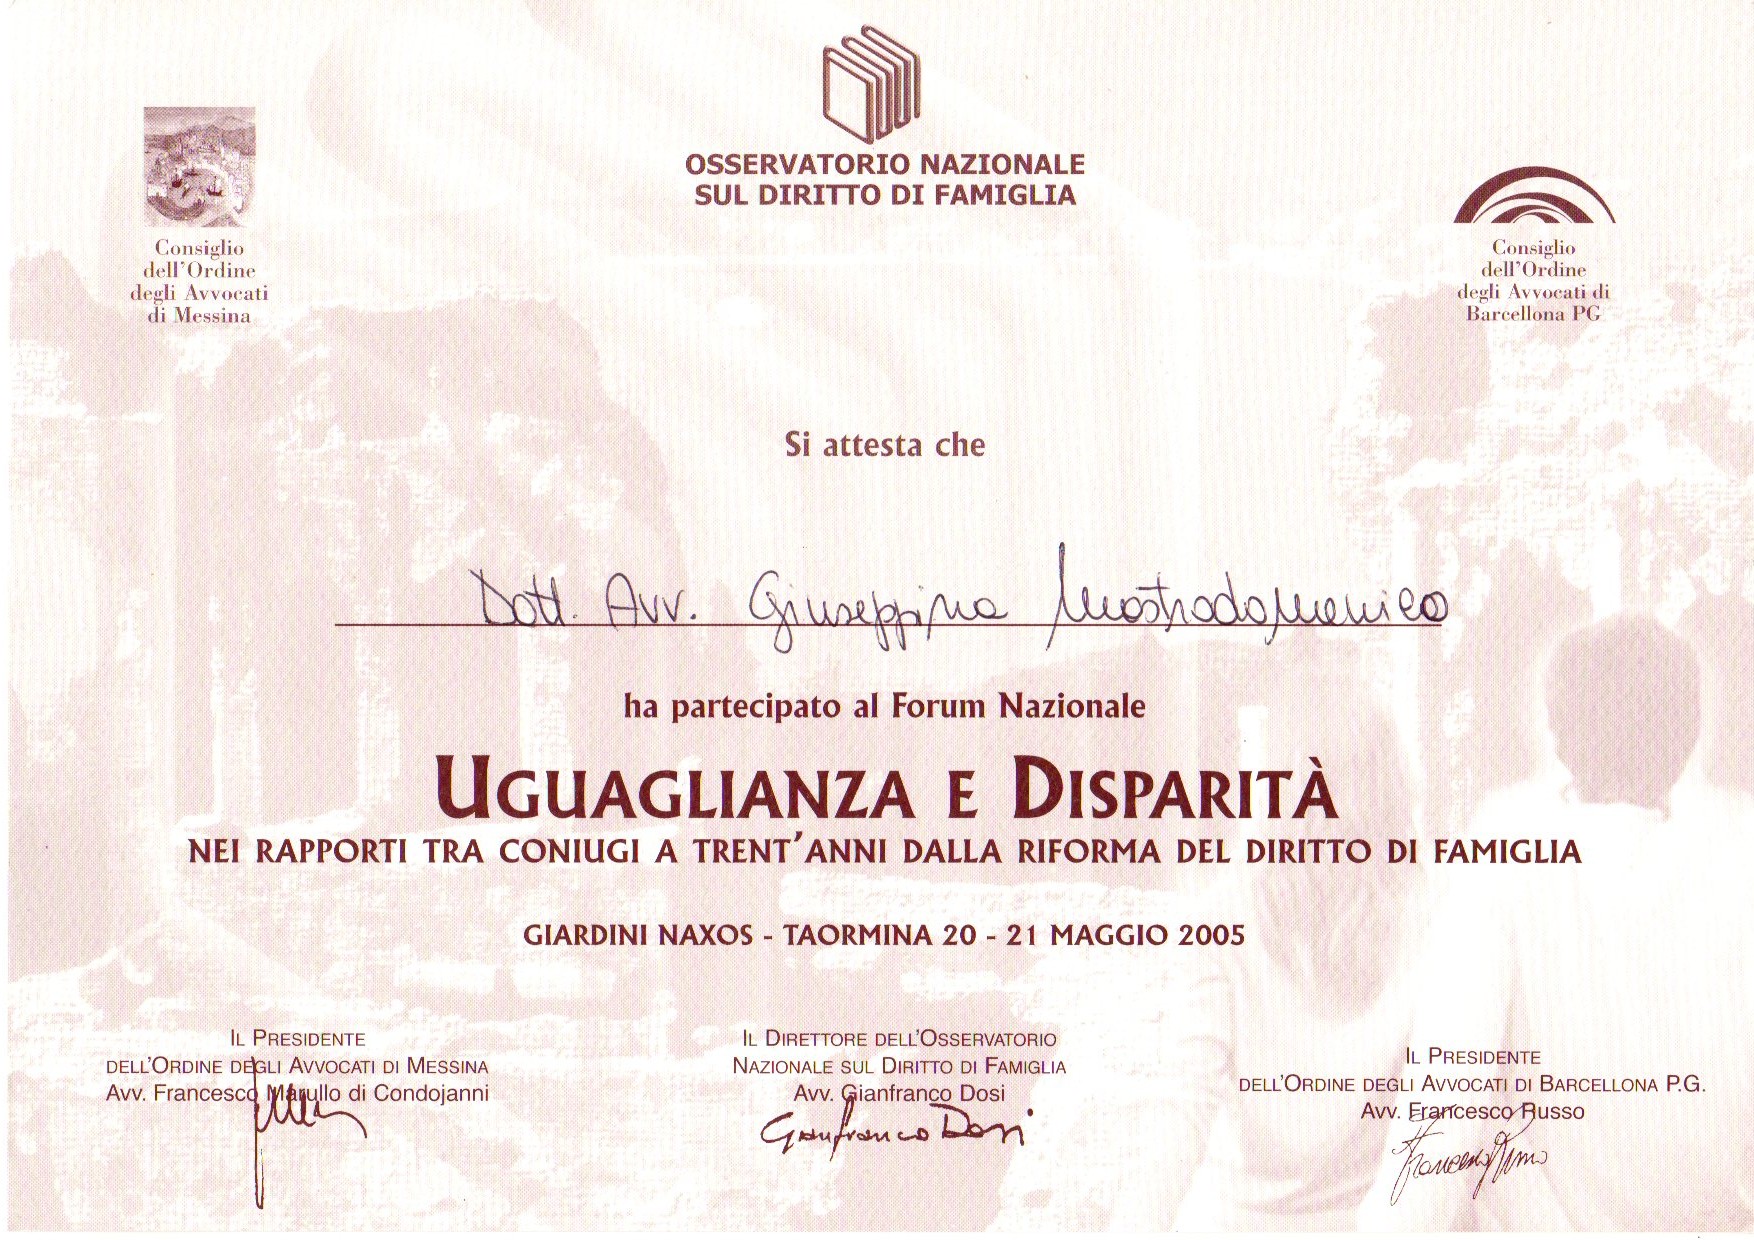 OSSERVATORIO NAZIONALE
SUL DIRITTO DI FAMIGLIA
Consiglio
dell'Ordine
degli Avvocati
di Messina
Consiglio
dell'Ordine
degli Avvocati di
Barcellona PG
Si attesta che
Dott. Avv. Giuseppina Mastrodomenico
ha partecipato al Forum Nazionale
UGUAGLIANZA E DISPARITÀ
NEI RAPPORTI TRA CONIUGI A TRENT'ANNI DALLA RIFORMA DEL DIRITTO DI FAMIGLIA
GIARDINI NAXOS - TAORMINA 20 - 21 MAGGIO 2005
IL PRESIDENTE
DELL'ORDINE DEGLI AVVOCATI DI MESSINA
Avv. Francesco Marullo di Condojanni
IL DIRETTORE DELL'OSSERVATORIO
NAZIONALE SUL DIRITTO DI FAMIGLIA
Avv. Gianfranco Dosi
Gianfranco Dosi
IL PRESIDENTE
DELL'ORDINE DEGLI AVVOCATI DI BARCELLONA P.G.
Avv. Francesco Russo
Francesco Russo